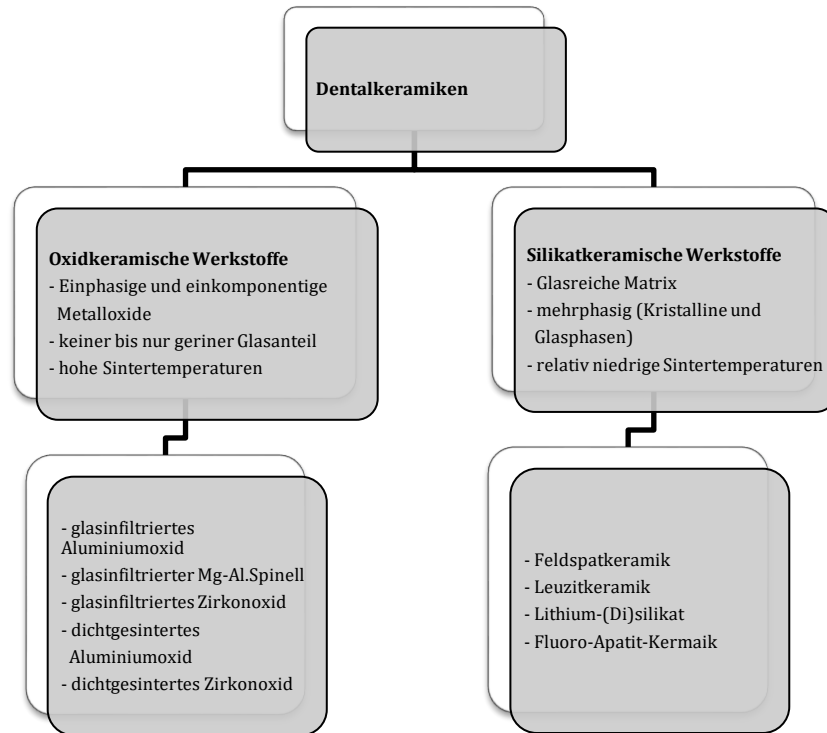 Dentalkeramiken
Oxidkeramische Werkstoffe
- Einphasige und einkomponentige
Metalloxide
- keiner bis nur geriner Glasanteil
- hohe Sintertemperaturen
Silikatkeramische Werkstoffe
- Glasreiche Matrix
- mehrphasig (Kristalline und
Glasphasen)
- relativ niedrige Sintertemperaturen
- glasinfiltriertes
Aluminiumoxid
- glasinfiltrierter Mg-Al.Spinell
- glasinfiltriertes Zirkonoxid
- dichtgesintertes
Aluminiumoxid
- dichtgesintertes Zirkonoxid
- Feldspatkeramik
- Leuzitkeramik
- Lithium-(Di)silikat
- Fluoro-Apatit-Kermaik